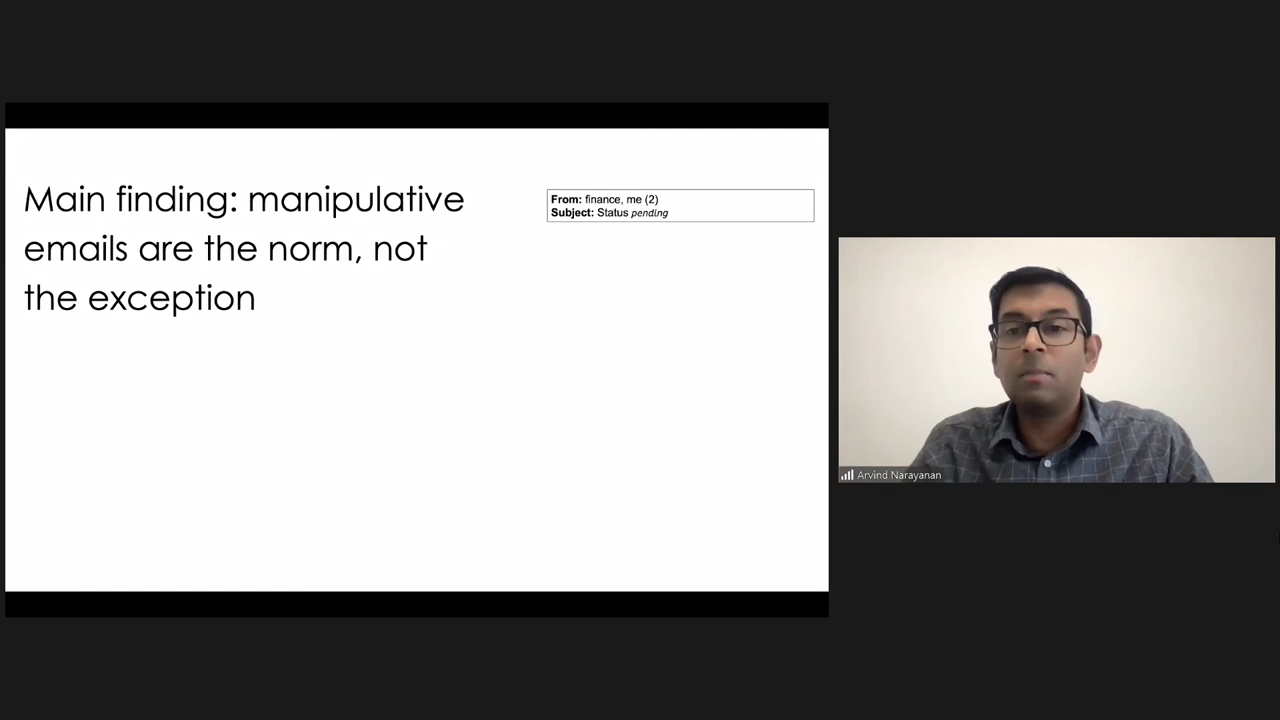 Main finding: manipulative
emails are the norm, not
the exception
From: finance, me (2)
Subject: Status pending
Arvind Narayanan